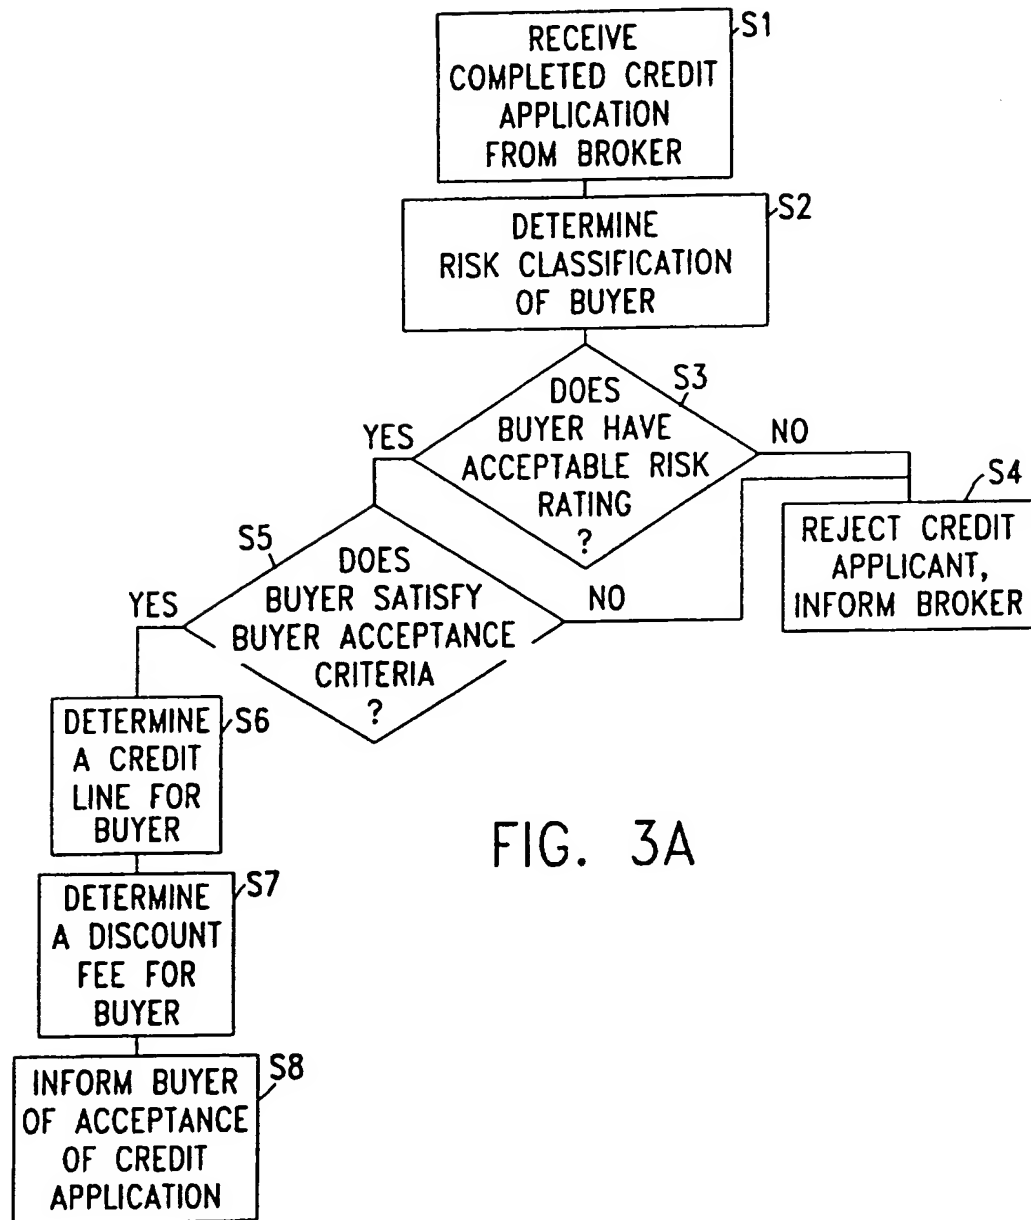 S1
RECEIVE
COMPLETED CREDIT
APPLICATION
FROM BROKER
S2
DETERMINE
RISK CLASSIFICATION
OF BUYER
S3
DOES
BUYER HAVE
ACCEPTABLE RISK
RATING
?
YES
NO
S4
REJECT CREDIT
APPLICANT,
INFORM BROKER
S5
DOES
BUYER SATISFY
BUYER ACCEPTANCE
CRITERIA
?
YES
NO
S6
DETERMINE
A CREDIT
LINE FOR
BUYER
S7
DETERMINE
A DISCOUNT
FEE FOR
BUYER
S8
INFORM BUYER
OF ACCEPTANCE
OF CREDIT
APPLICATION
FIG. 3A